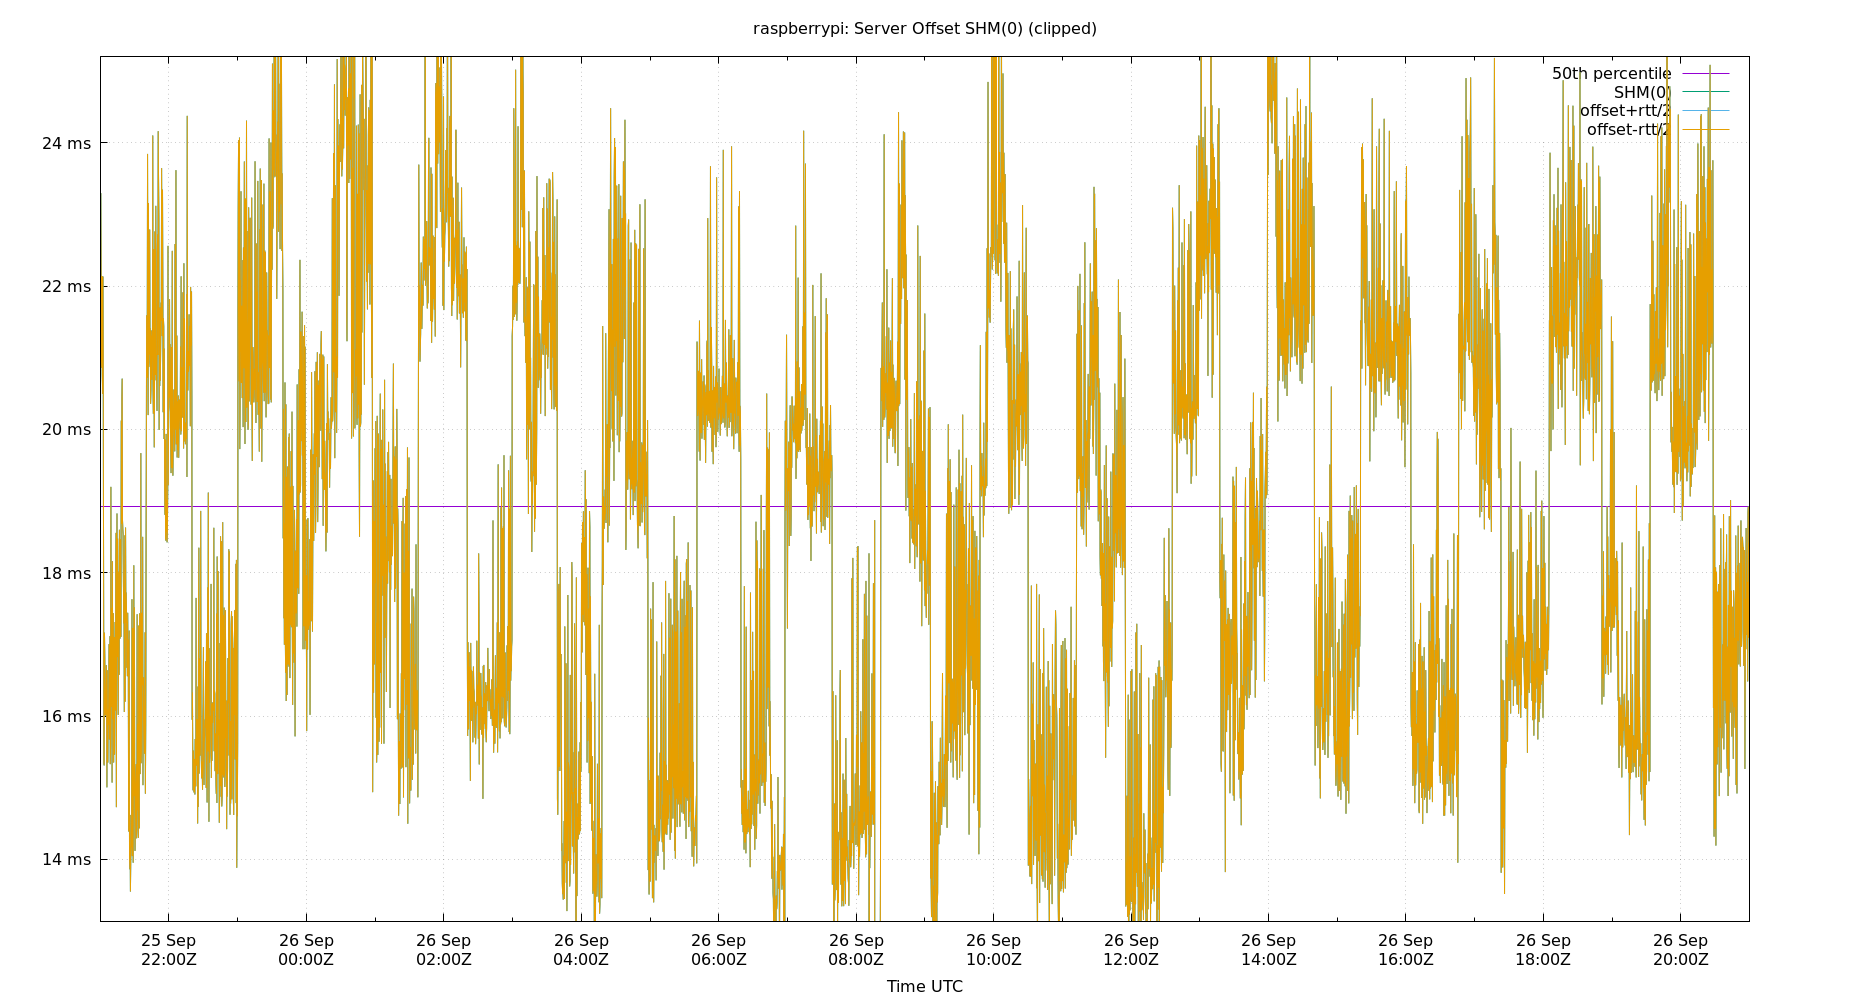 raspberrypi: Server Offset SHM(0) (clipped)
50th percentile
SHM(0)
offset+rtt/2
offset-rtt/2
24 ms
22 ms
20 ms
18 ms
16 ms
14 ms
25 Sep 26 Sep 26 Sep 26 Sep 26 Sep 26 Sep 26 Sep 26 Sep 26 Sep 26 Sep 26 Sep 26 Sep
22:00Z 00:00Z 02:00Z 04:00Z 06:00Z 08:00Z 10:00Z 12:00Z 14:00Z 16:00Z 18:00Z 20:00Z
Time UTC